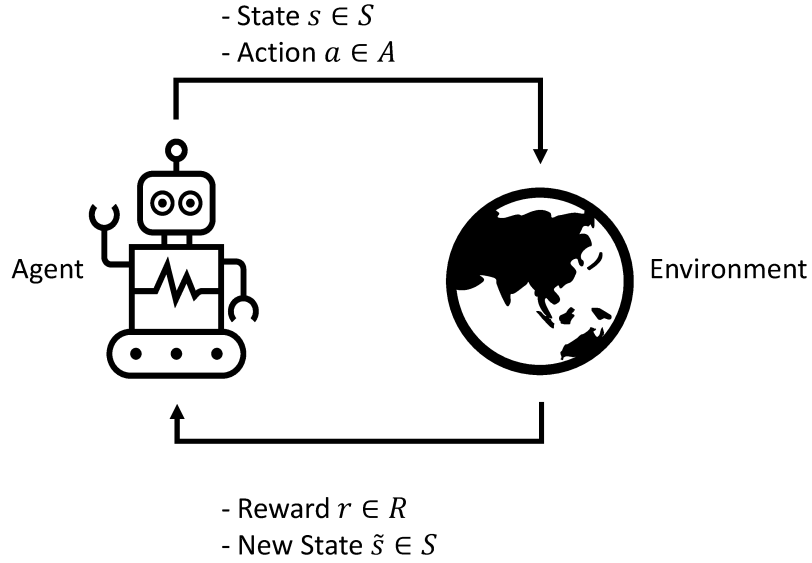 - State 𝑠 ∈ 𝑆
- Action 𝑎 ∈ 𝐴
Agent
Environment
- Reward 𝑟 ∈ 𝑅
- New State 𝑠̃ ∈ 𝑆